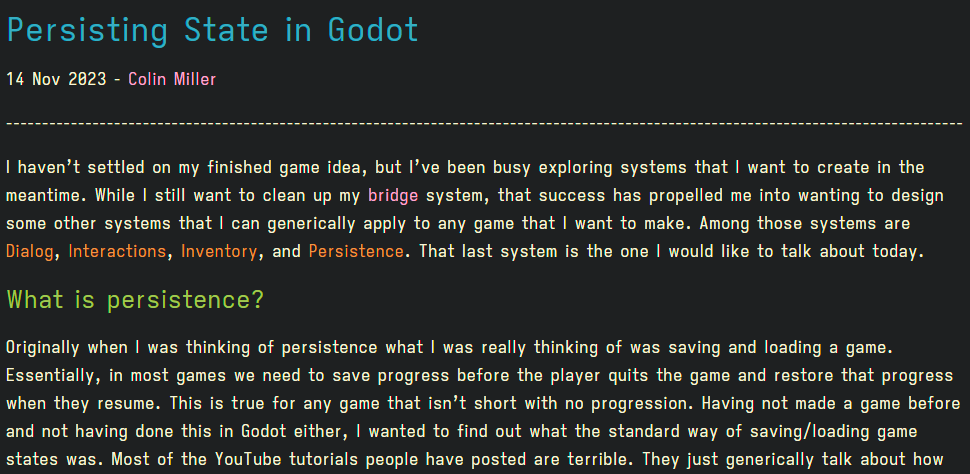 Persisting State in Godot
14 Nov 2023 - Colin Miller
I haven't settled on my finished game idea, but I've been busy exploring systems that I want to create in the
meantime. While I still want to clean up my bridge system, that success has propelled me into wanting to design
some other systems that I can generically apply to any game that I want to make. Among those systems are
Dialog, Interactions, Inventory, and Persistence. That last system is the one I would like to talk about today.
What is persistence?
Originally when I was thinking of persistence what I was really thinking of was saving and loading a game.
Essentially, in most games we need to save progress before the player quits the game and restore that progress
when they resume. This is true for any game that isn't short with no progression. Having not made a game before
and not having done this in Godot either, I wanted to find out what the standard way of saving/loading game
states was. Most of the YouTube tutorials people have posted are terrible. They just generically talk about how